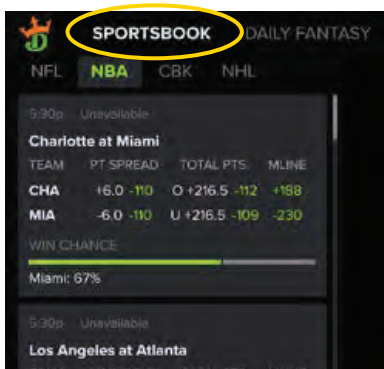 SPORTSBOOK DAILY FANTASY
NFL NBA CBK NHL
5:30p Unavailable
Charlotte at Miami
TEAM PT SPREAD TOTAL PTS. MLINE
CHA +6.0 -110 O +216.5 -112 +188
MIA -6.0 -110 U +216.5 -109 -230
WIN CHANCE
Miami: 67%
5:30p Unavailable
Los Angeles at Atlanta